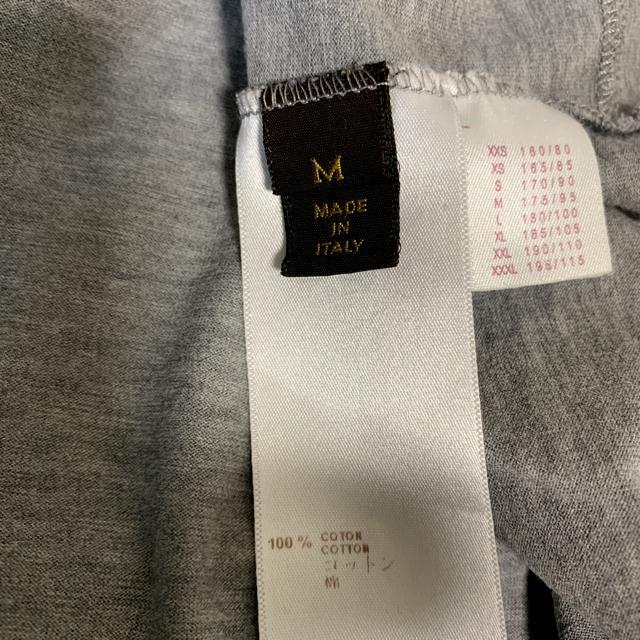 M
MADE
IN
ITALY
XXS 160/80
XS 165/85
S 170/90
M 175/95
L 180/100
XL 185/105
XXL 190/110
XXXL 195/115
100 % COTON
COTTON
コットン
棉